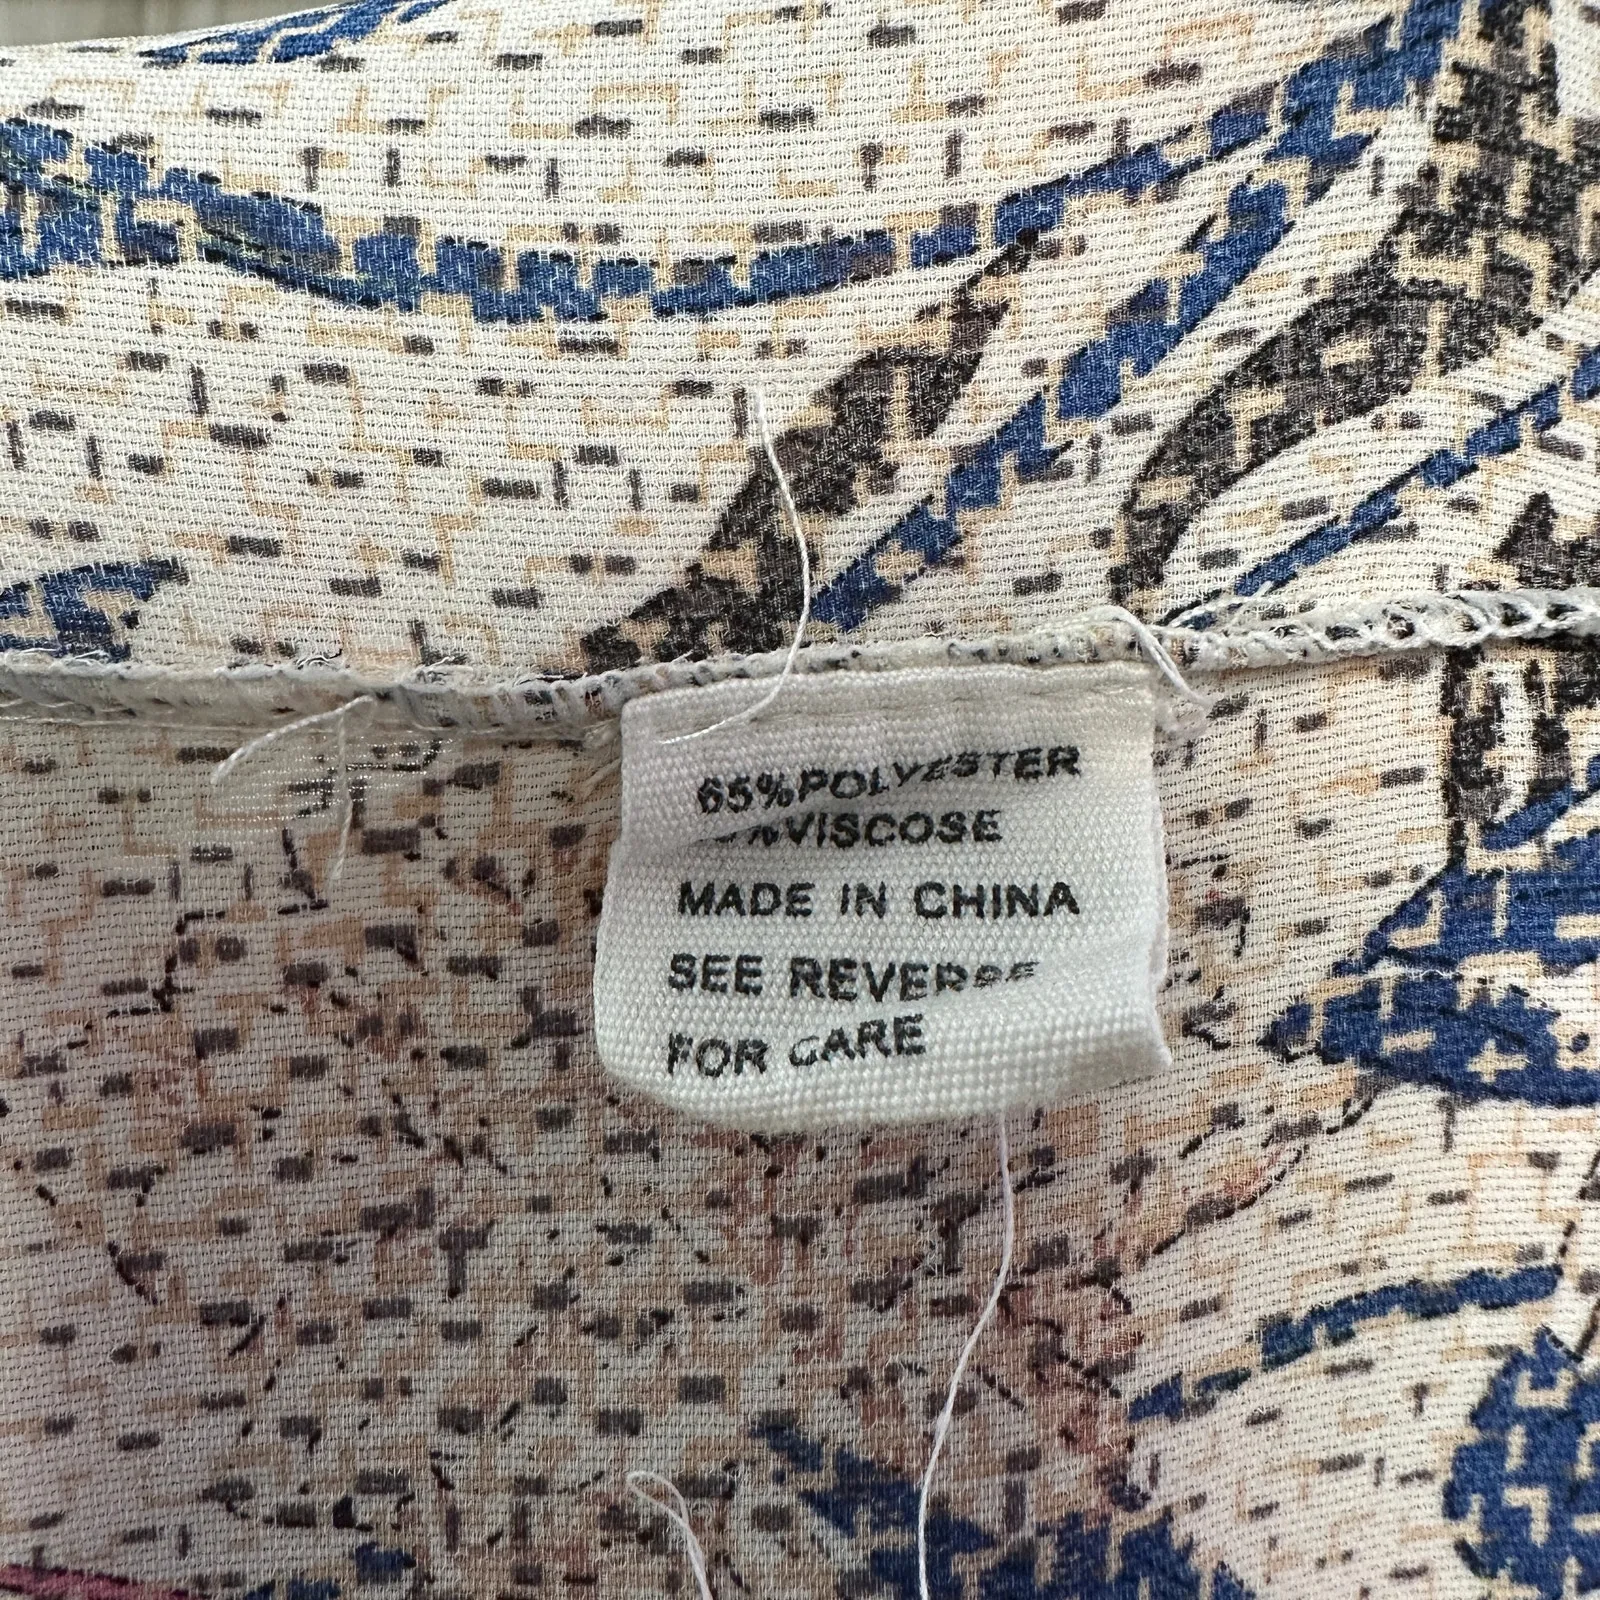 65%POLYESTER
%VISCOSE
MADE IN CHINA
SEE REVERSE
FOR CARE